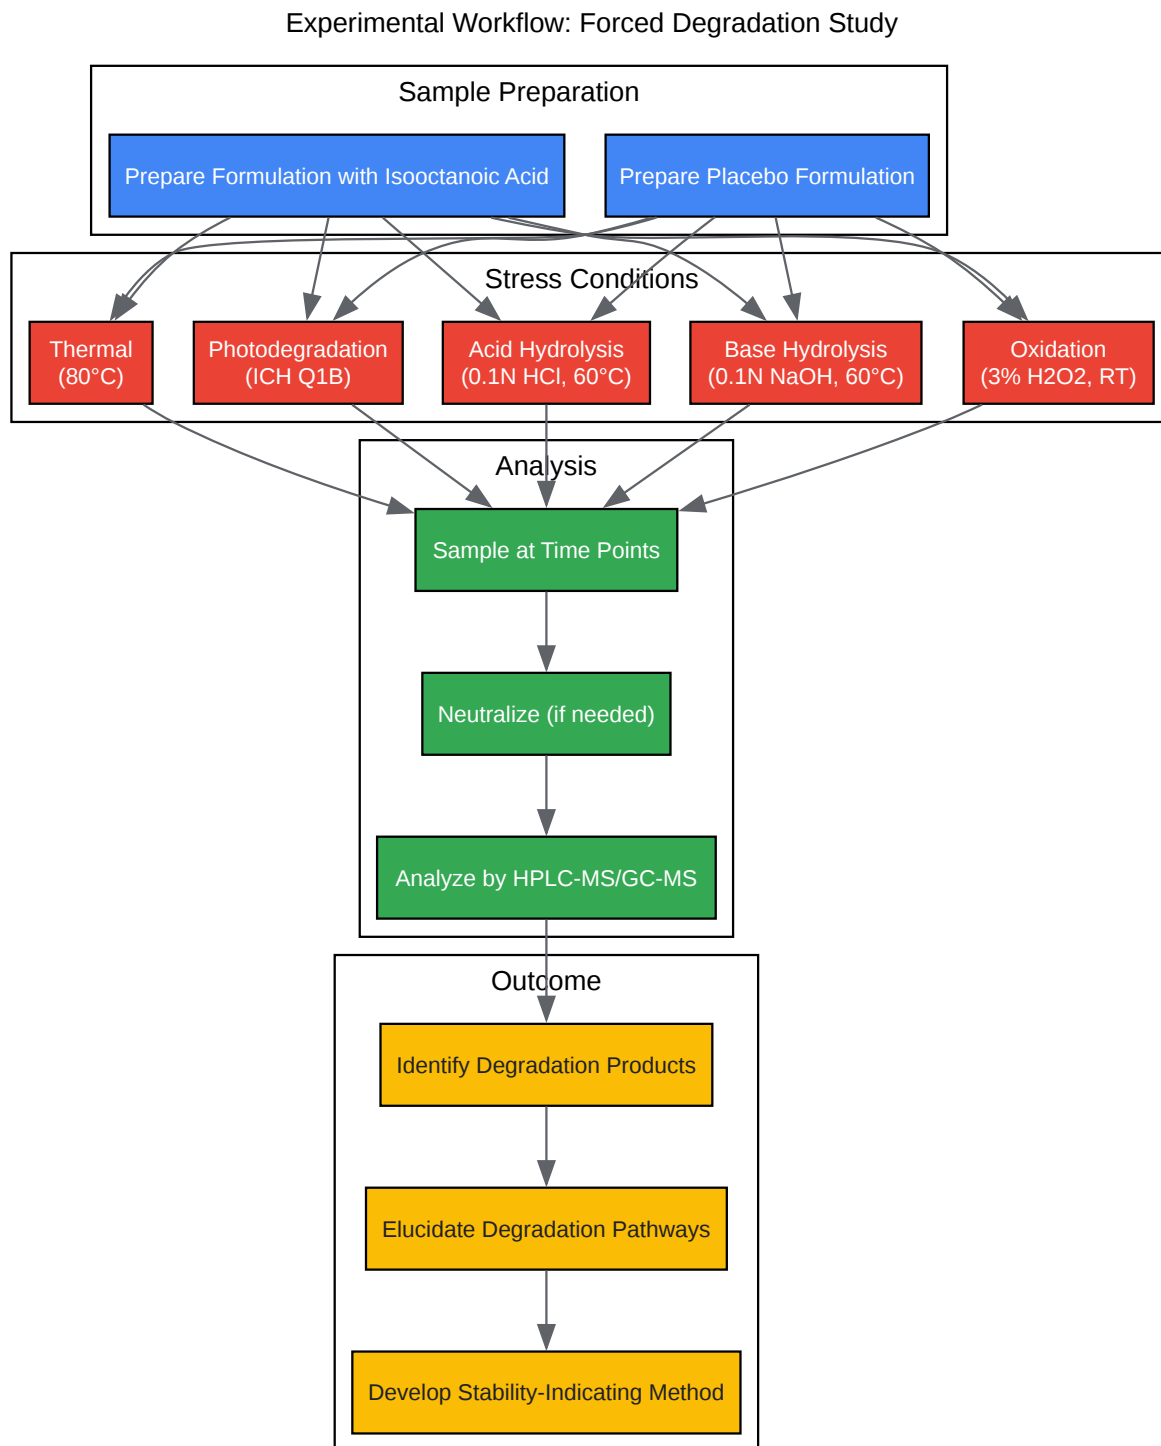 Experimental Workflow: Forced Degradation Study
Sample Preparation
Prepare Formulation with Isooctanoic Acid
Prepare Placebo Formulation
Stress Conditions
Thermal
(80°C)
Photodegradation
(ICH Q1B)
Acid Hydrolysis
(0.1N HCl, 60°C)
Base Hydrolysis
(0.1N NaOH, 60°C)
Oxidation
(3% H2O2, RT)
Analysis
Sample at Time Points
Neutralize (if needed)
Analyze by HPLC-MS/GC-MS
Outcome
Identify Degradation Products
Elucidate Degradation Pathways
Develop Stability-Indicating Method